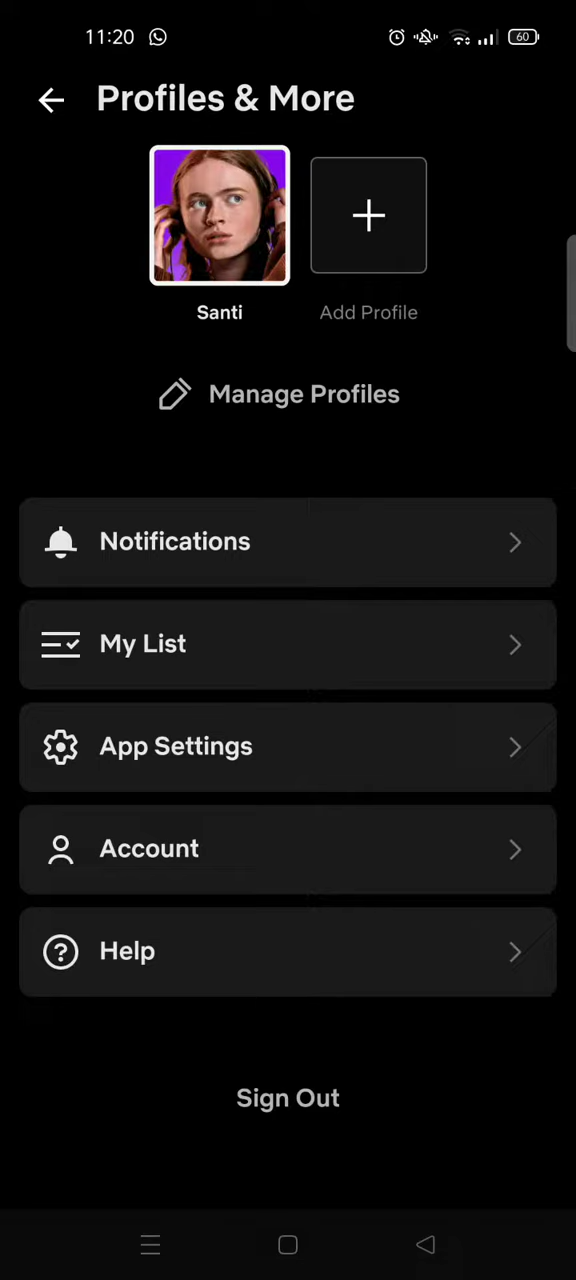 11:20
60
Profiles & More
Santi
Add Profile
Manage Profiles
Notifications
My List
App Settings
Account
Help
Sign Out